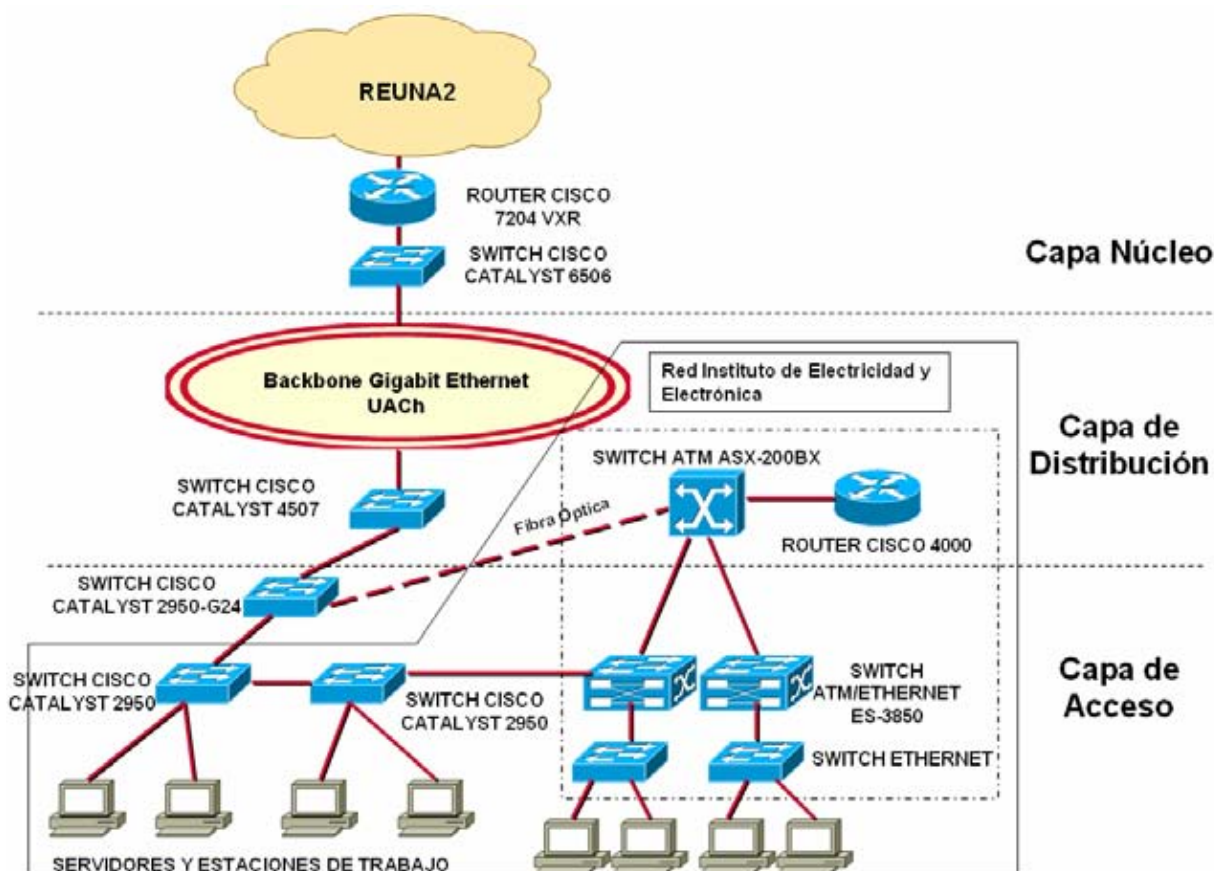 REUNA2
ROUTER CISCO
7204 VXR
SWITCH CISCO
CATALYST 6506
Capa Núcleo
Backbone Gigabit Ethernet
UACh
Red Instituto de Electricidad y
Electrónica
SWITCH ATM ASX-200BX
Capa de
Distribución
SWITCH CISCO
CATALYST 4507
Fibra Óptica
ROUTER CISCO 4000
SWITCH CISCO
CATALYST 2950-G24
SWITCH CISCO
CATALYST 2950
SWITCH CISCO
CATALYST 2950
SWITCH
ATM/ETHERNET
ES-3850
Capa de
Acceso
SWITCH ETHERNET
SERVIDORES Y ESTACIONES DE TRABAJO